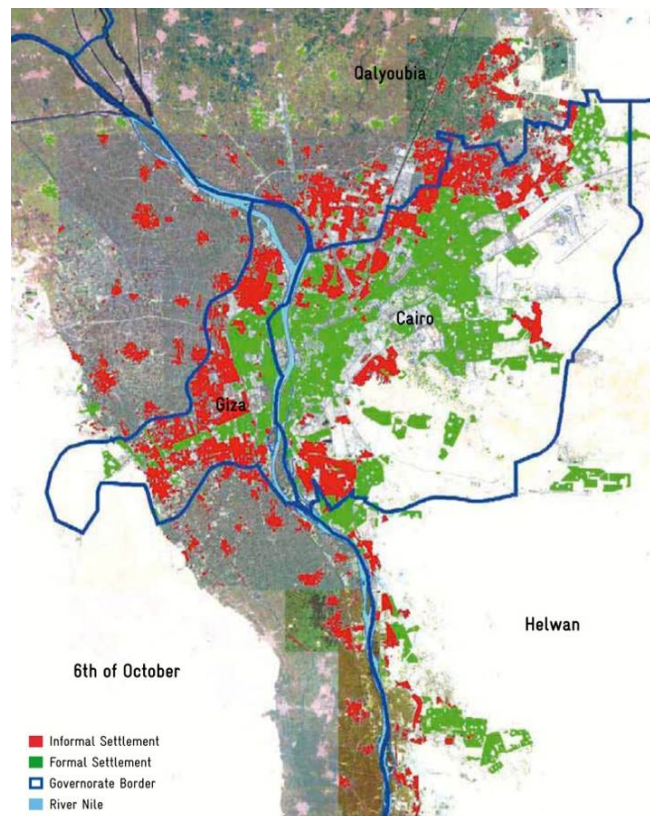 Qalyoubia
Cairo
Giza
Helwan
6th of October
Informal Settlement
Formal Settlement
Governorate Border
River Nile